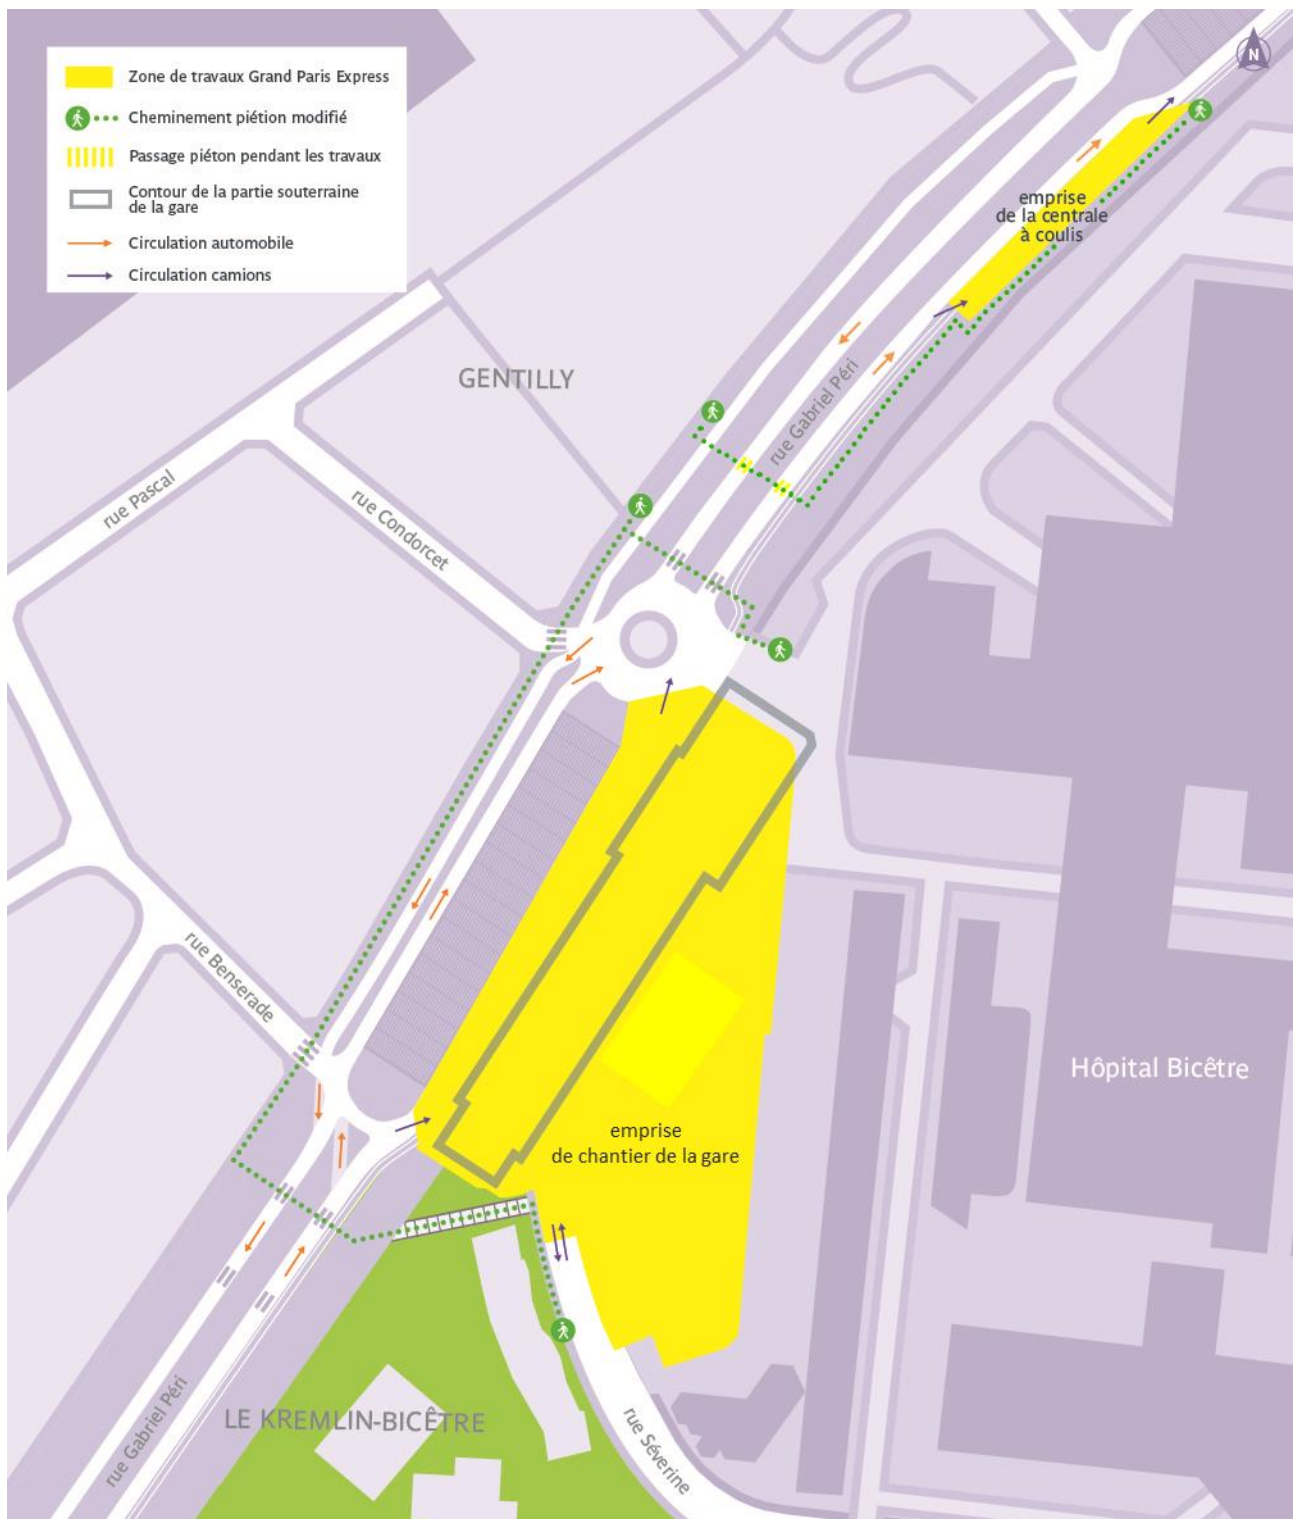 Zone de travaux Grand Paris Express
Cheminement piétion modifié
Passage piéton pendant les travaux
Contour de la partie souterraine
de la gare
Circulation automobile
Circulation camions
N
emprise
de la centrale
à coulis
GENTILLY
rue Gabriel Péri
rue Pascal
rue Condorcet
rue Benserade
Hôpital Bicêtre
emprise
de chantier de la gare
LE KREMLIN-BICÊTRE
rue Gabriel Péri
rue Séverine